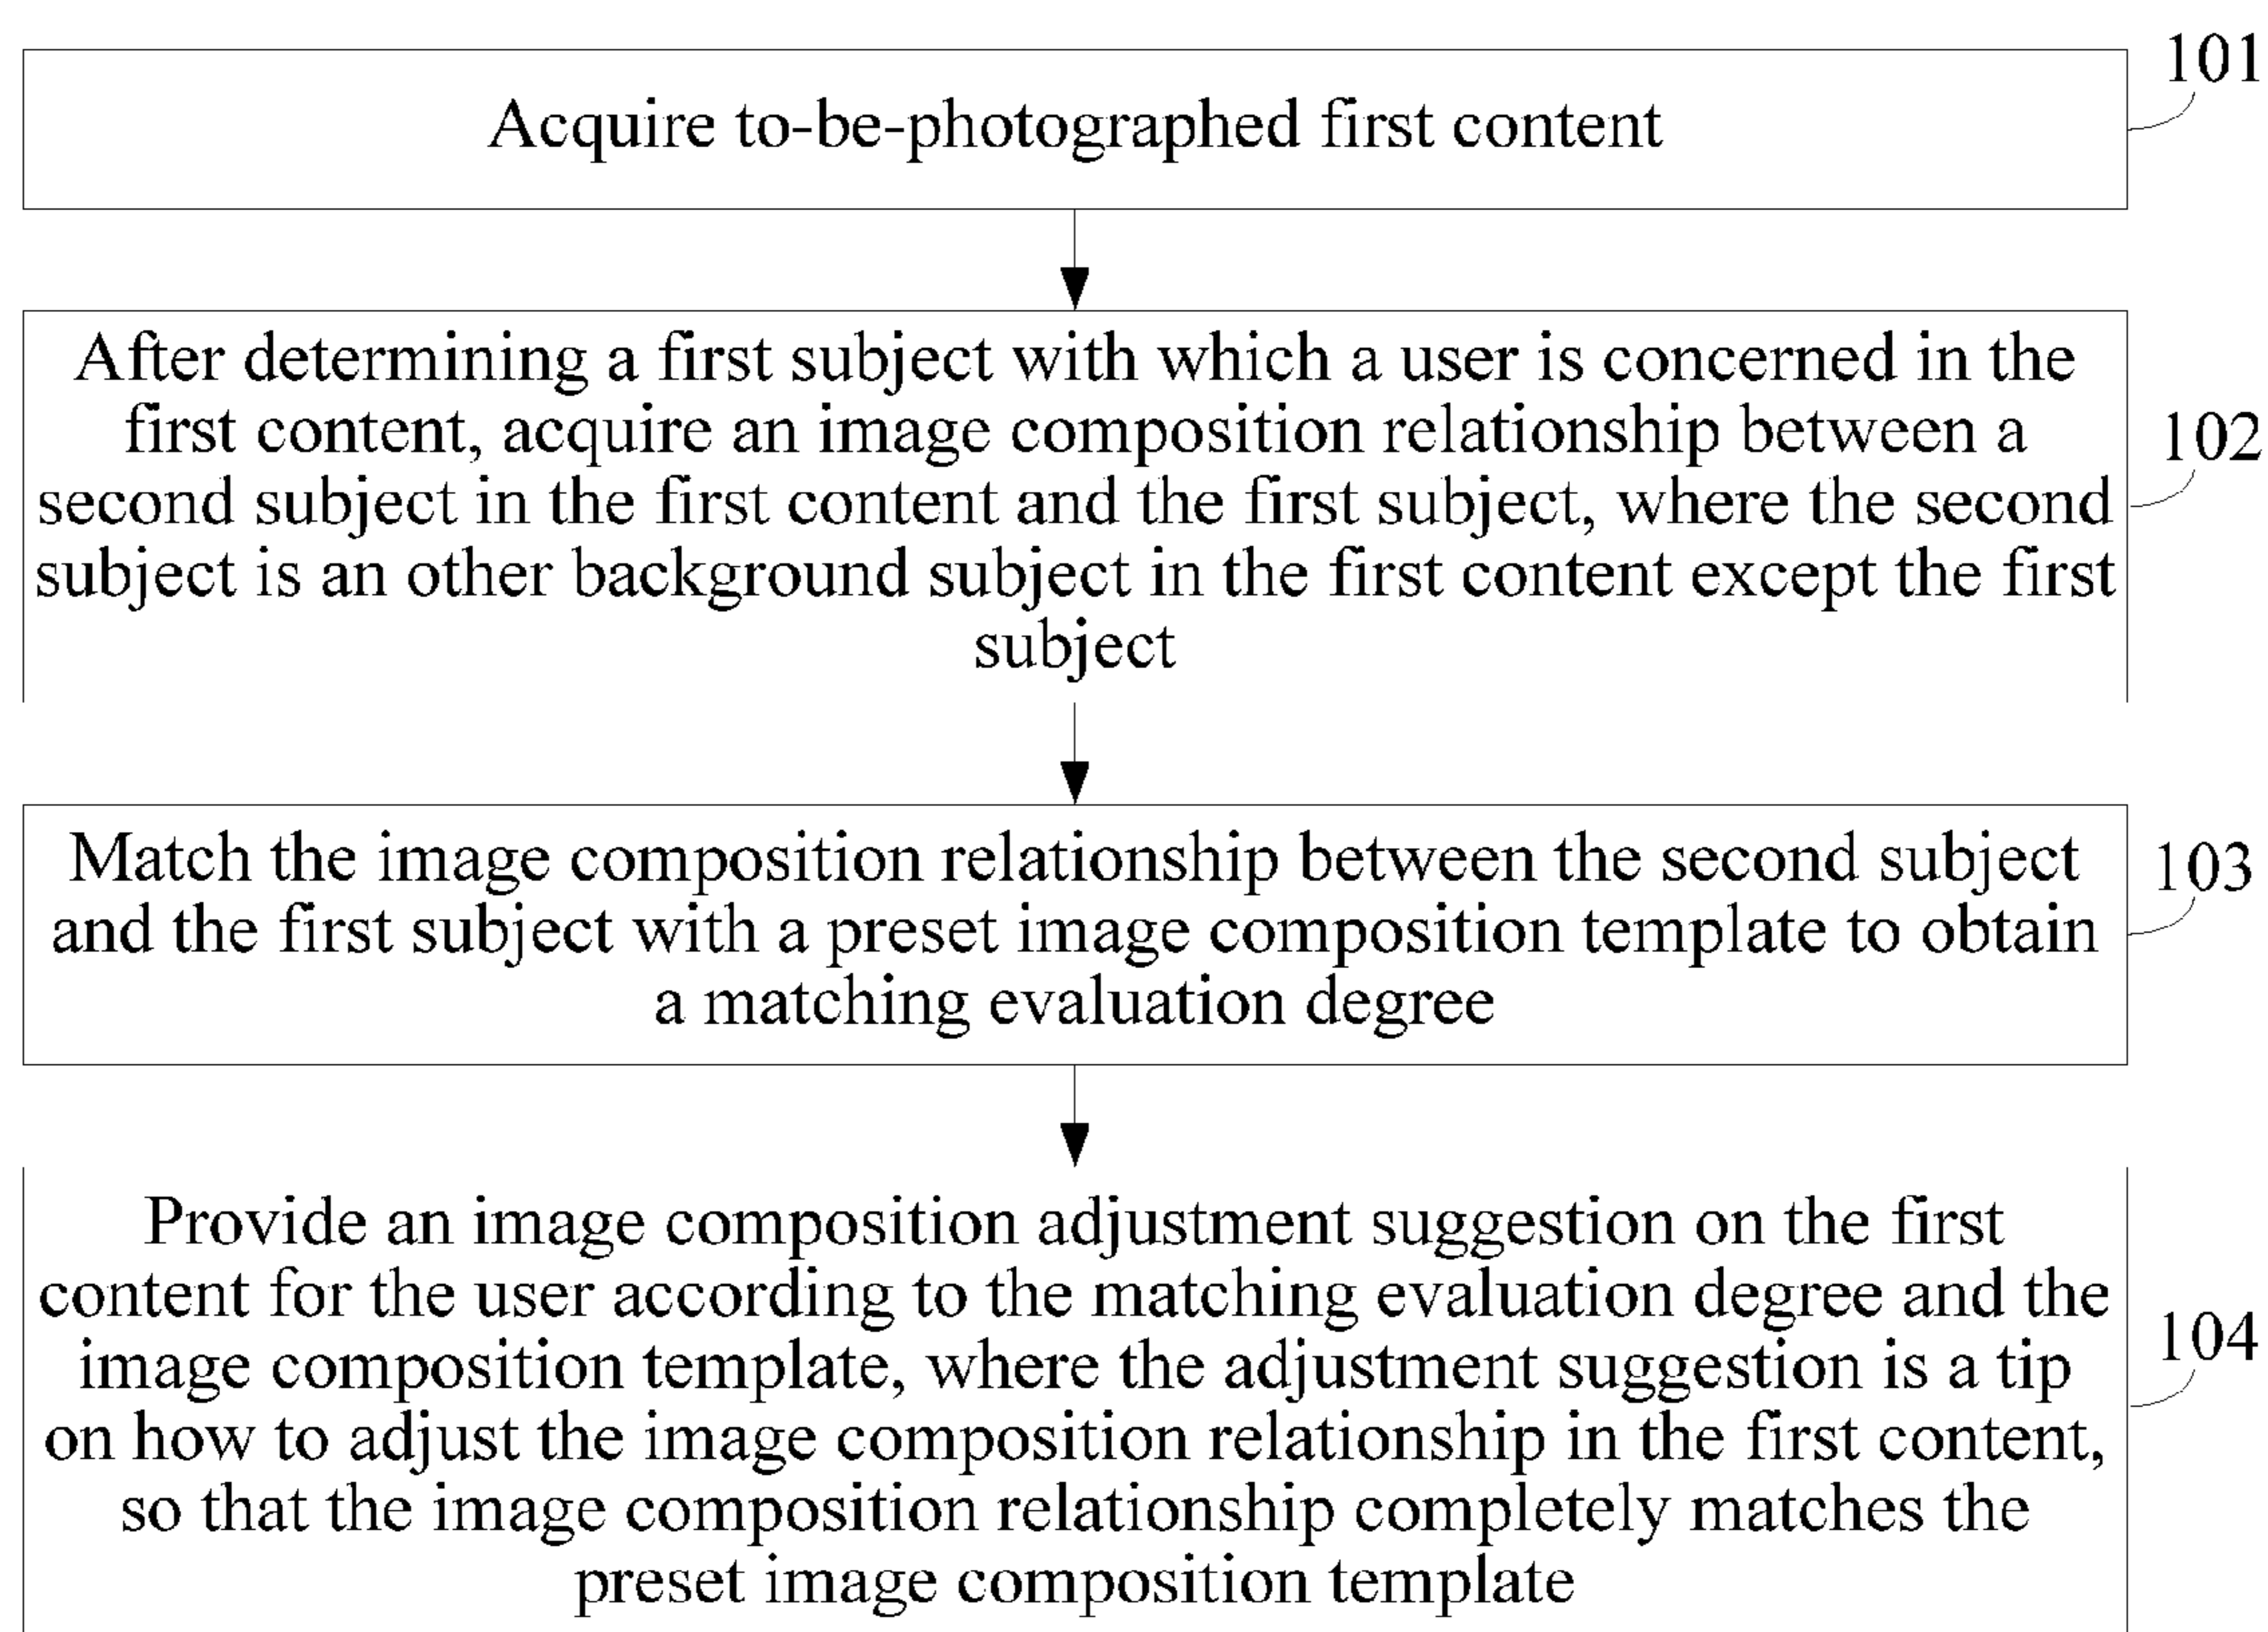 101
Acquire to-be-photographed first content
After determining a first subject with which a user is concerned in the
first content, acquire an image composition relationship between a
second subject in the first content and the first subject, where the second
subject is an other background subject in the first content except the first
subject
102
Match the image composition relationship between the second subject
and the first subject with a preset image composition template to obtain
a matching evaluation degree
103
Provide an image composition adjustment suggestion on the first
content for the user according to the matching evaluation degree and the
image composition template, where the adjustment suggestion is a tip
on how to adjust the image composition relationship in the first content,
so that the image composition relationship completely matches the
preset image composition template
104